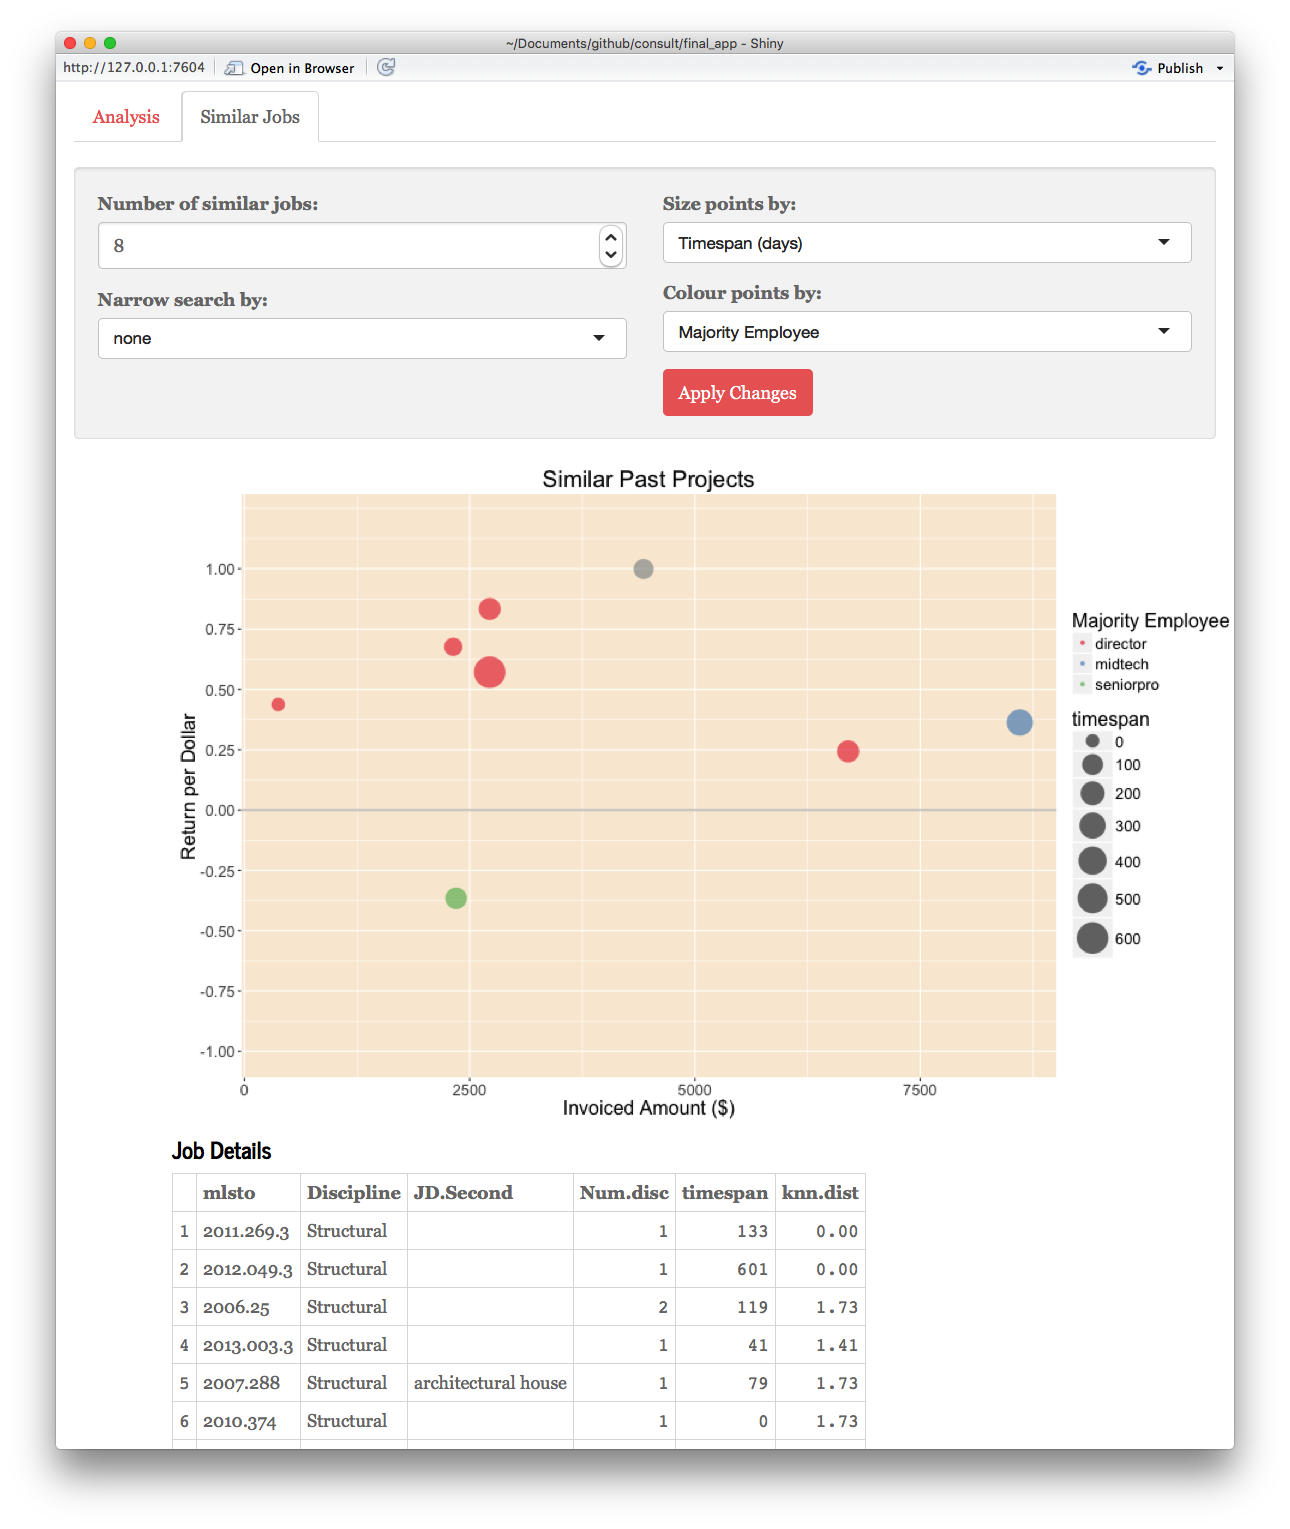 ~/Documents/github/consult/final_app - Shiny
http://127.0.0.1:7604 Open in Browser Publish
Analysis Similar Jobs
Number of similar jobs: Size points by:
8 Timespan (days)
Narrow search by: Colour points by:
none Majority Employee
Apply Changes
Similar Past Projects
1.00
0.75
0.50
0.25
0.00
-0.25
-0.50
-0.75
-1.00
Return per Dollar
0 2500 5000 7500
Invoiced Amount ($)
Majority Employee
director
midtech
seniorpro
timespan
0
100
200
300
400
500
600
Job Details
mlsto Discipline JD.Second Num.disc timespan knn.dist
1 2011.269.3 Structural 1 133 0.00
2 2012.049.3 Structural 1 601 0.00
3 2006.25 Structural 2 119 1.73
4 2013.003.3 Structural 1 41 1.41
5 2007.288 Structural architectural house 1 79 1.73
6 2010.374 Structural 1 0 1.73